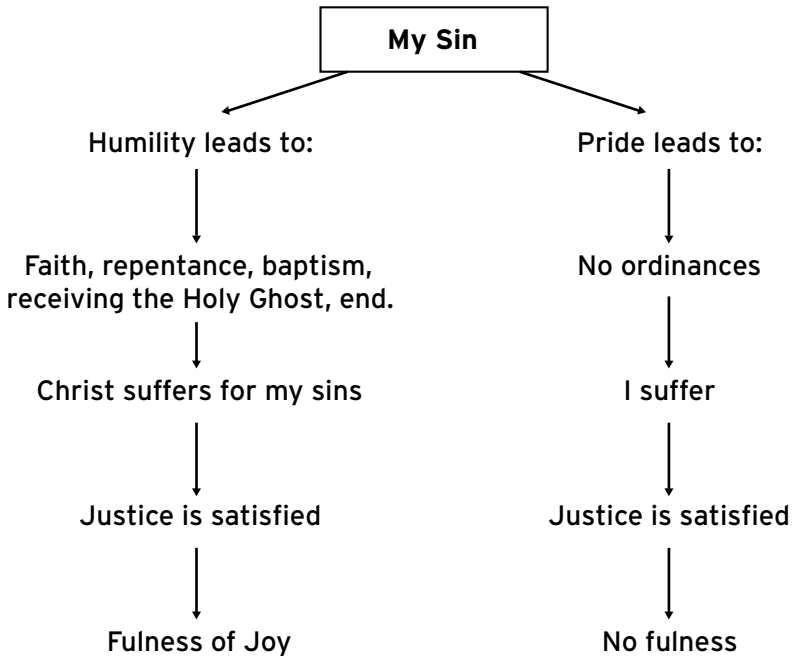 My Sin
Humility leads to:
Faith, repentance, baptism,
receiving the Holy Ghost, end.
Christ suffers for my sins
Justice is satisfied
Fulness of Joy
Pride leads to:
No ordinances
I suffer
Justice is satisfied
No fulness